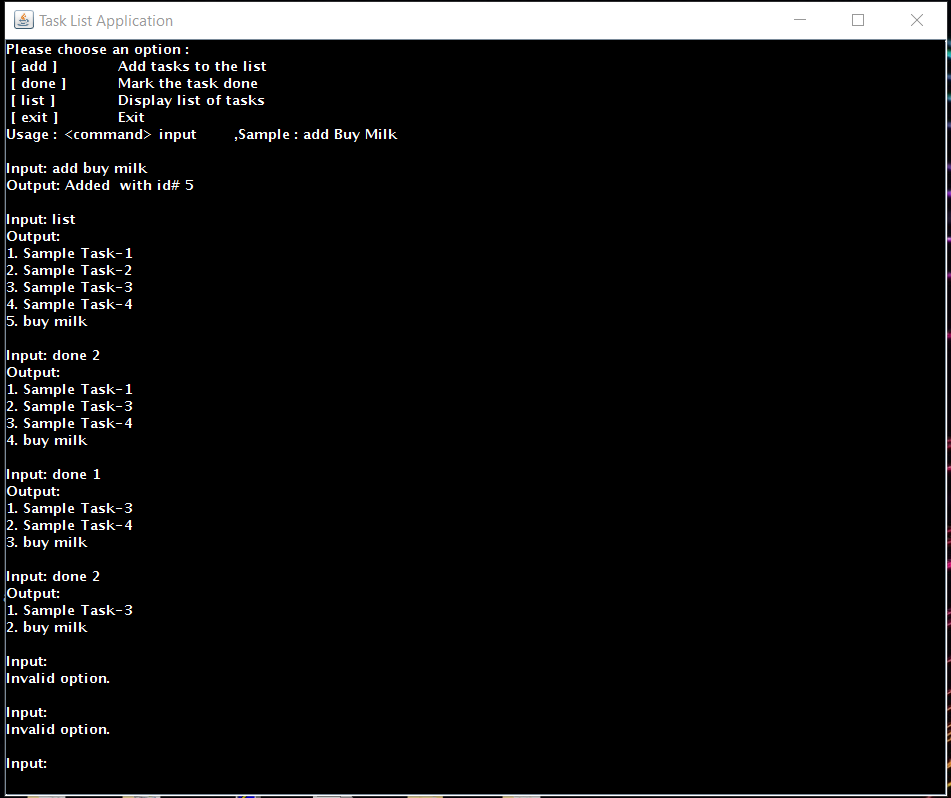 Task List Application
Please choose an option :
[ add ] Add tasks to the list
[ done ] Mark the task done
[ list ] Display list of tasks
[ exit ] Exit
Usage : <command> input ,Sample : add Buy Milk
Input: add buy milk
Output: Added  with id# 5
Input: list
Output:
1. Sample Task-1
2. Sample Task-2
3. Sample Task-3
4. Sample Task-4
5. buy milk
Input: done 2
Output:
1. Sample Task-1
2. Sample Task-3
3. Sample Task-4
4. buy milk
Input: done 1
Output:
1. Sample Task-3
2. Sample Task-4
3. buy milk
Input: done 2
Output:
1. Sample Task-3
2. buy milk
Input:
Invalid option.
Input:
Invalid option.
Input: